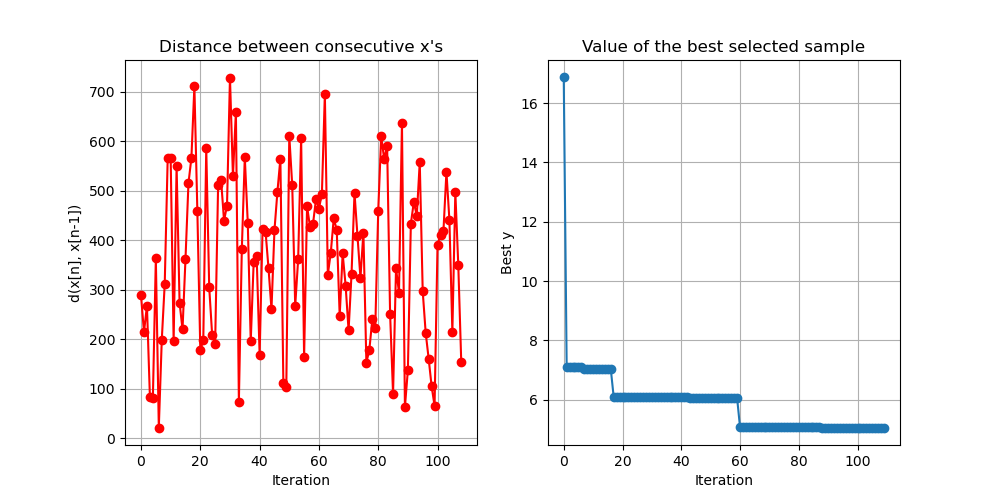 Distance between consecutive x's
d(x[n], x[n-1])
700
600
500
400
300
200
100
0
0 20 40 60 80 100
Iteration
Value of the best selected sample
Best y
16
14
12
10
8
6
0 20 40 60 80 100
Iteration